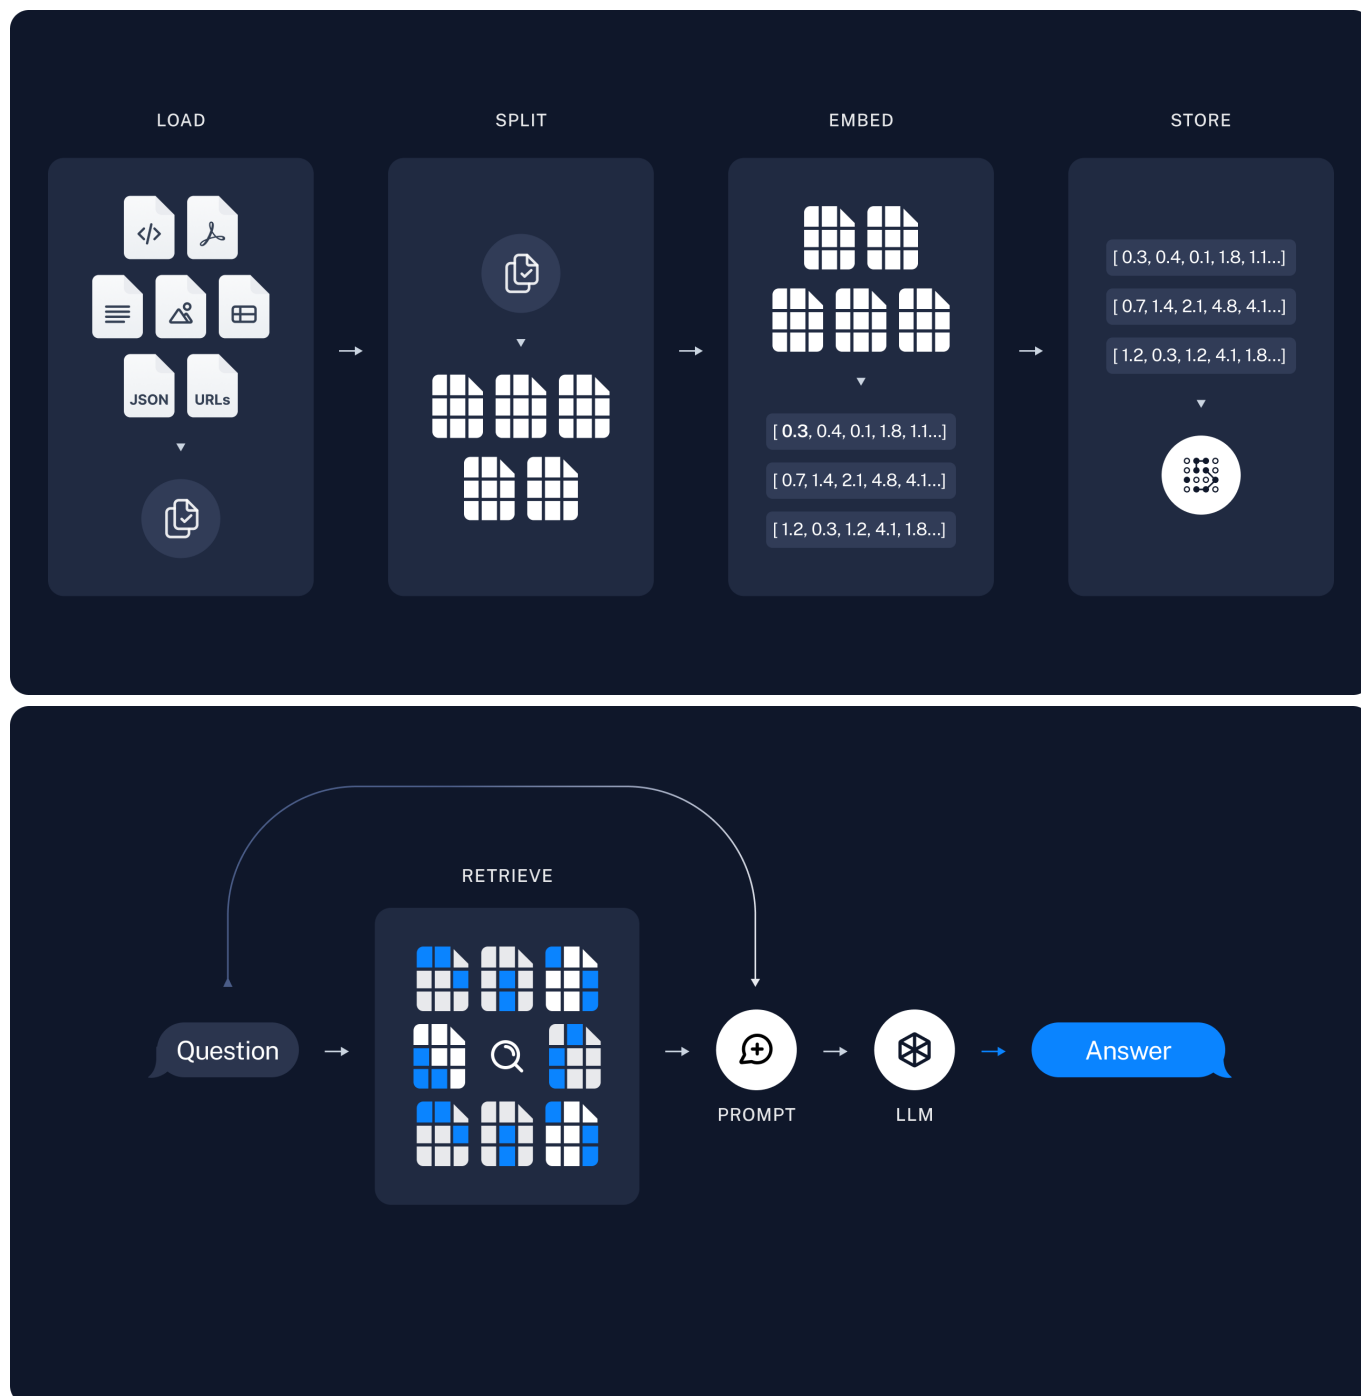 LOAD
SPLIT
EMBED
STORE
JSON
URLs
[ 0.3, 0.4, 0.1, 1.8, 1.1...]
[ 0.7, 1.4, 2.1, 4.8, 4.1...]
[ 1.2, 0.3, 1.2, 4.1, 1.8...]
[ 0.3, 0.4, 0.1, 1.8, 1.1...]
[ 0.7, 1.4, 2.1, 4.8, 4.1...]
[ 1.2, 0.3, 1.2, 4.1, 1.8...]
RETRIEVE
Question
PROMPT
LLM
Answer